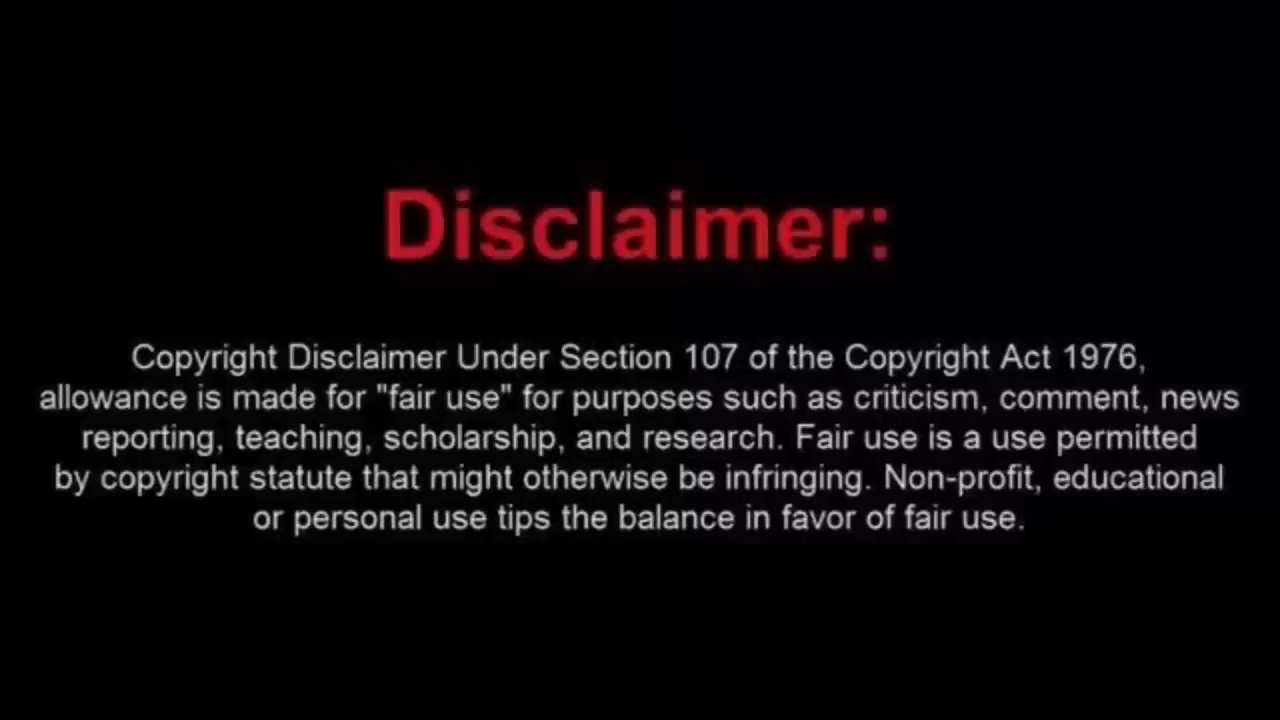 Disclaimer:
Copyright Disclaimer Under Section 107 of the Copyright Act 1976,
allowance is made for "fair use" for purposes such as criticism, comment, news
reporting, teaching, scholarship, and research. Fair use is a use permitted
by copyright statute that might otherwise be infringing. Non-profit, educational
or personal use tips the balance in favor of fair use.